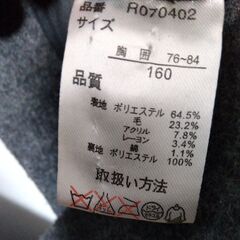 品番 R070402
サイズ
胸囲 76~84
160
品質
表地 ポリエステル 64.5%
毛 23.2%
アクリル 7.8%
レーヨン 3.4%
綿 1.1%
裏地 ポリエステル 100%
取扱い方法